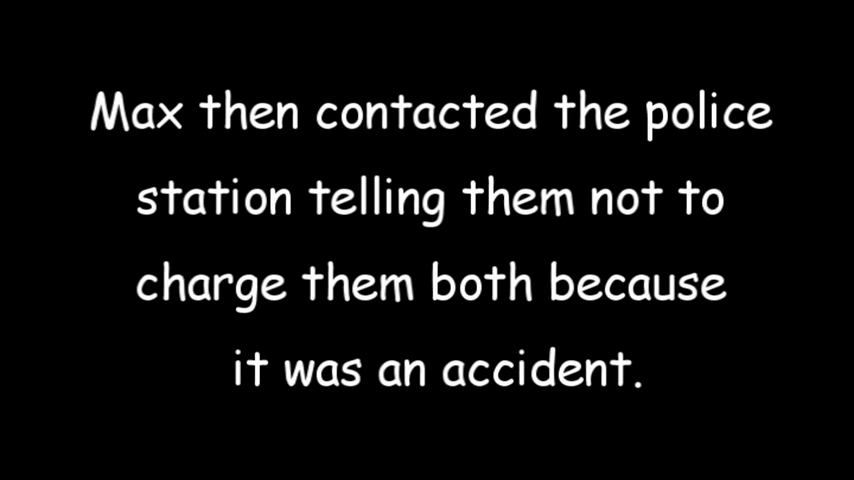 Max then contacted the police
station telling them not to
charge them both because
it was an accident.